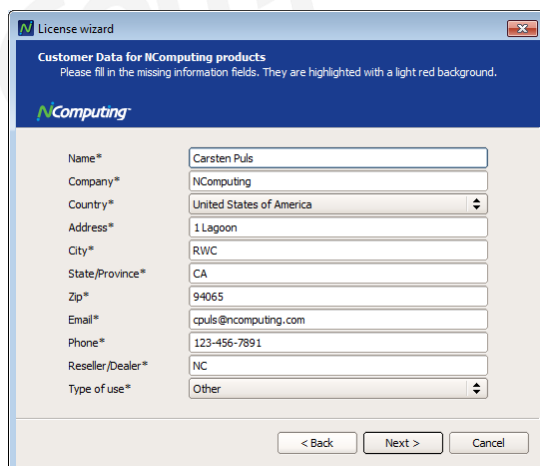 License wizard
Customer Data for NComputing products
Please fill in the missing information fields. They are highlighted with a light red background.
NComputing
Name* Carsten Puls
Company* NComputing
Country* United States of America
Address* 1 Lagoon
City* RWC
State/Province* CA
Zip* 94065
Email* cpuls@ncomputing.com
Phone* 123-456-7891
Reseller/Dealer* NC
Type of use* Other
< Back Next > Cancel